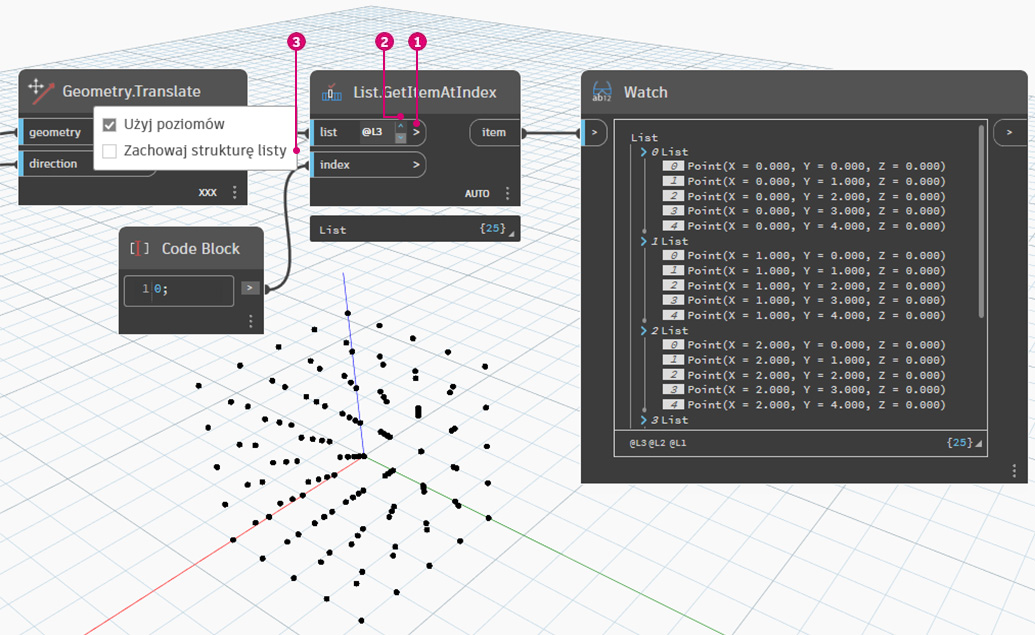 3
2
1
Geometry.Translate
geometry
direction
XXX
Użyj poziomów
Zachowaj strukturę listy
List.GetItemAtIndex
list
@L3
>
item
index
>
AUTO
List
{25}
Code Block
1
0;
>
Watch
>
>
List
0 List
0 Point(X = 0.000, Y = 0.000, Z = 0.000)
1 Point(X = 0.000, Y = 1.000, Z = 0.000)
2 Point(X = 0.000, Y = 2.000, Z = 0.000)
3 Point(X = 0.000, Y = 3.000, Z = 0.000)
4 Point(X = 0.000, Y = 4.000, Z = 0.000)
1 List
0 Point(X = 1.000, Y = 0.000, Z = 0.000)
1 Point(X = 1.000, Y = 1.000, Z = 0.000)
2 Point(X = 1.000, Y = 2.000, Z = 0.000)
3 Point(X = 1.000, Y = 3.000, Z = 0.000)
4 Point(X = 1.000, Y = 4.000, Z = 0.000)
2 List
0 Point(X = 2.000, Y = 0.000, Z = 0.000)
1 Point(X = 2.000, Y = 1.000, Z = 0.000)
2 Point(X = 2.000, Y = 2.000, Z = 0.000)
3 Point(X = 2.000, Y = 3.000, Z = 0.000)
4 Point(X = 2.000, Y = 4.000, Z = 0.000)
3 List
@L3 @L2 @L1
{25}